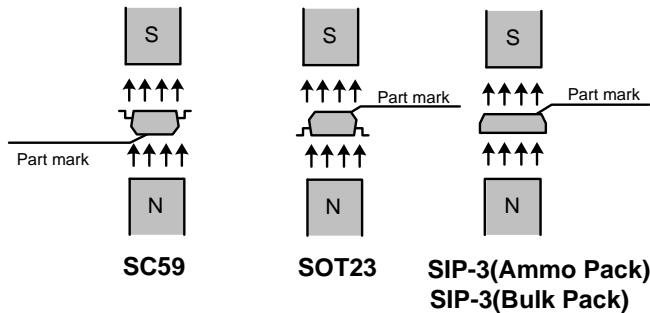 S
S
S
Part mark
Part mark
Part mark
N
N
N
SC59
SOT23
SIP-3(Ammo Pack)
SIP-3(Bulk Pack)